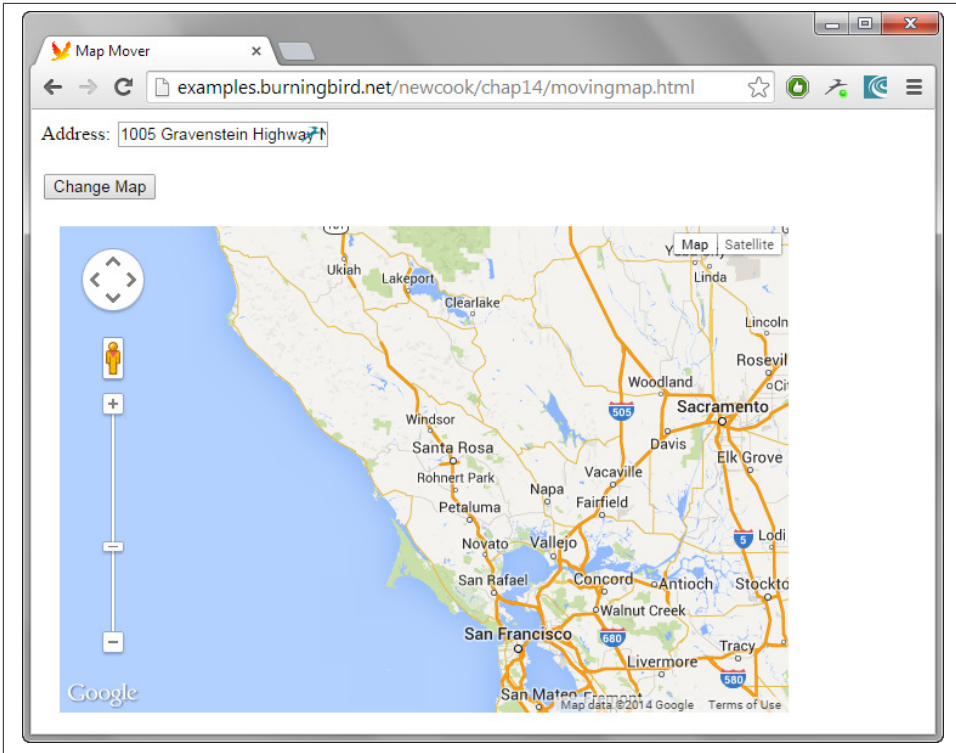 Map Mover
examples.burningbird.net/newcook/chap14/movingmap.html
Address: 1005 Gravenstein Highway N
Change Map
101
Map Satellite
Ukiah
Lakeport
Linda
Clearlake
Lincoln
Rosevil
Woodland
505
Sacramento
Windsor
Davis
Santa Rosa
Elk Grove
Rohnert Park
Vacaville
Napa
Fairfield
Petaluma
5 Lodi
Novato Vallejo
San Rafael
Concord
Antioch
Stockto
Walnut Creek
San Francisco
680
Tracy
Livermore
580
Google
San Mateo Fremont
Map data ©2014 Google Terms of Use